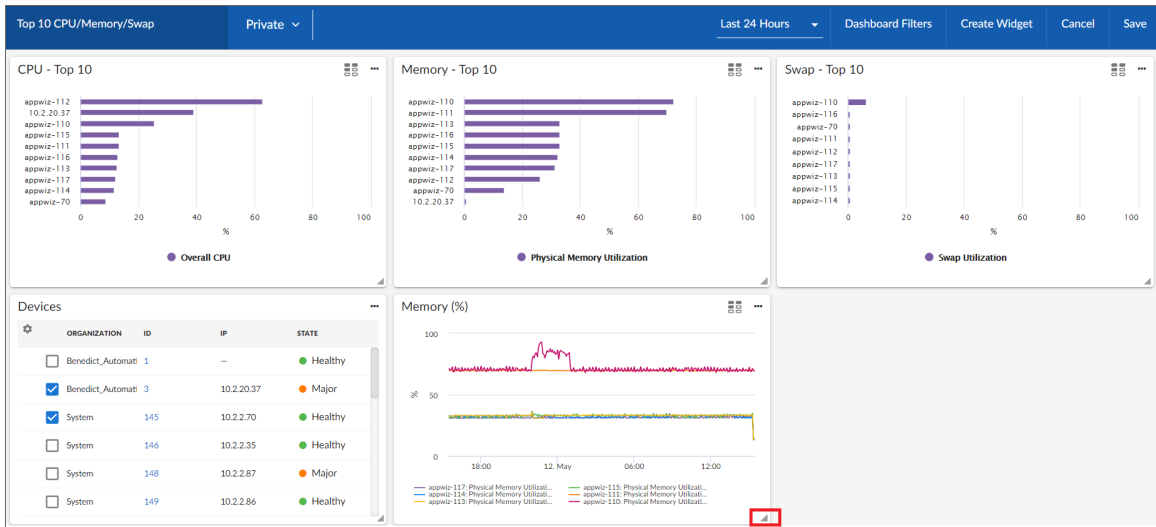 Top 10 CPU/Memory/Swap
Private
Last 24 Hours
Dashboard Filters
Create Widget
Cancel
Save
CPU - Top 10
appwiz-112
10.2.20.37
appwiz-110
appwiz-115
appwiz-111
appwiz-116
appwiz-113
appwiz-117
appwiz-114
appwiz-70
0 20 40 60 80 100
%
Overall CPU
Memory - Top 10
appwiz-110
appwiz-111
appwiz-113
appwiz-116
appwiz-115
appwiz-114
appwiz-117
appwiz-112
appwiz-70
10.2.20.37
0 20 40 60 80 100
%
Physical Memory Utilization
Swap - Top 10
appwiz-110
appwiz-116
appwiz-70
appwiz-111
appwiz-112
appwiz-117
appwiz-113
appwiz-115
appwiz-114
0 20 40 60 80 100
%
Swap Utilization
Devices
ORGANIZATION ID IP STATE
Benedict_Automati 1 – Healthy
Benedict_Automati 3 10.2.20.37 Major
System 145 10.2.2.70 Healthy
System 146 10.2.2.35 Healthy
System 148 10.2.2.87 Major
System 149 10.2.2.86 Healthy
Memory (%)
100
50
0
%
18:00 12. May 06:00 12:00
appwiz-117: Physical Memory Utilizati... appwiz-115: Physical Memory Utilizati...
appwiz-114: Physical Memory Utilizati... appwiz-111: Physical Memory Utilizati...
appwiz-113: Physical Memory Utilizati... appwiz-110: Physical Memory Utilizati...